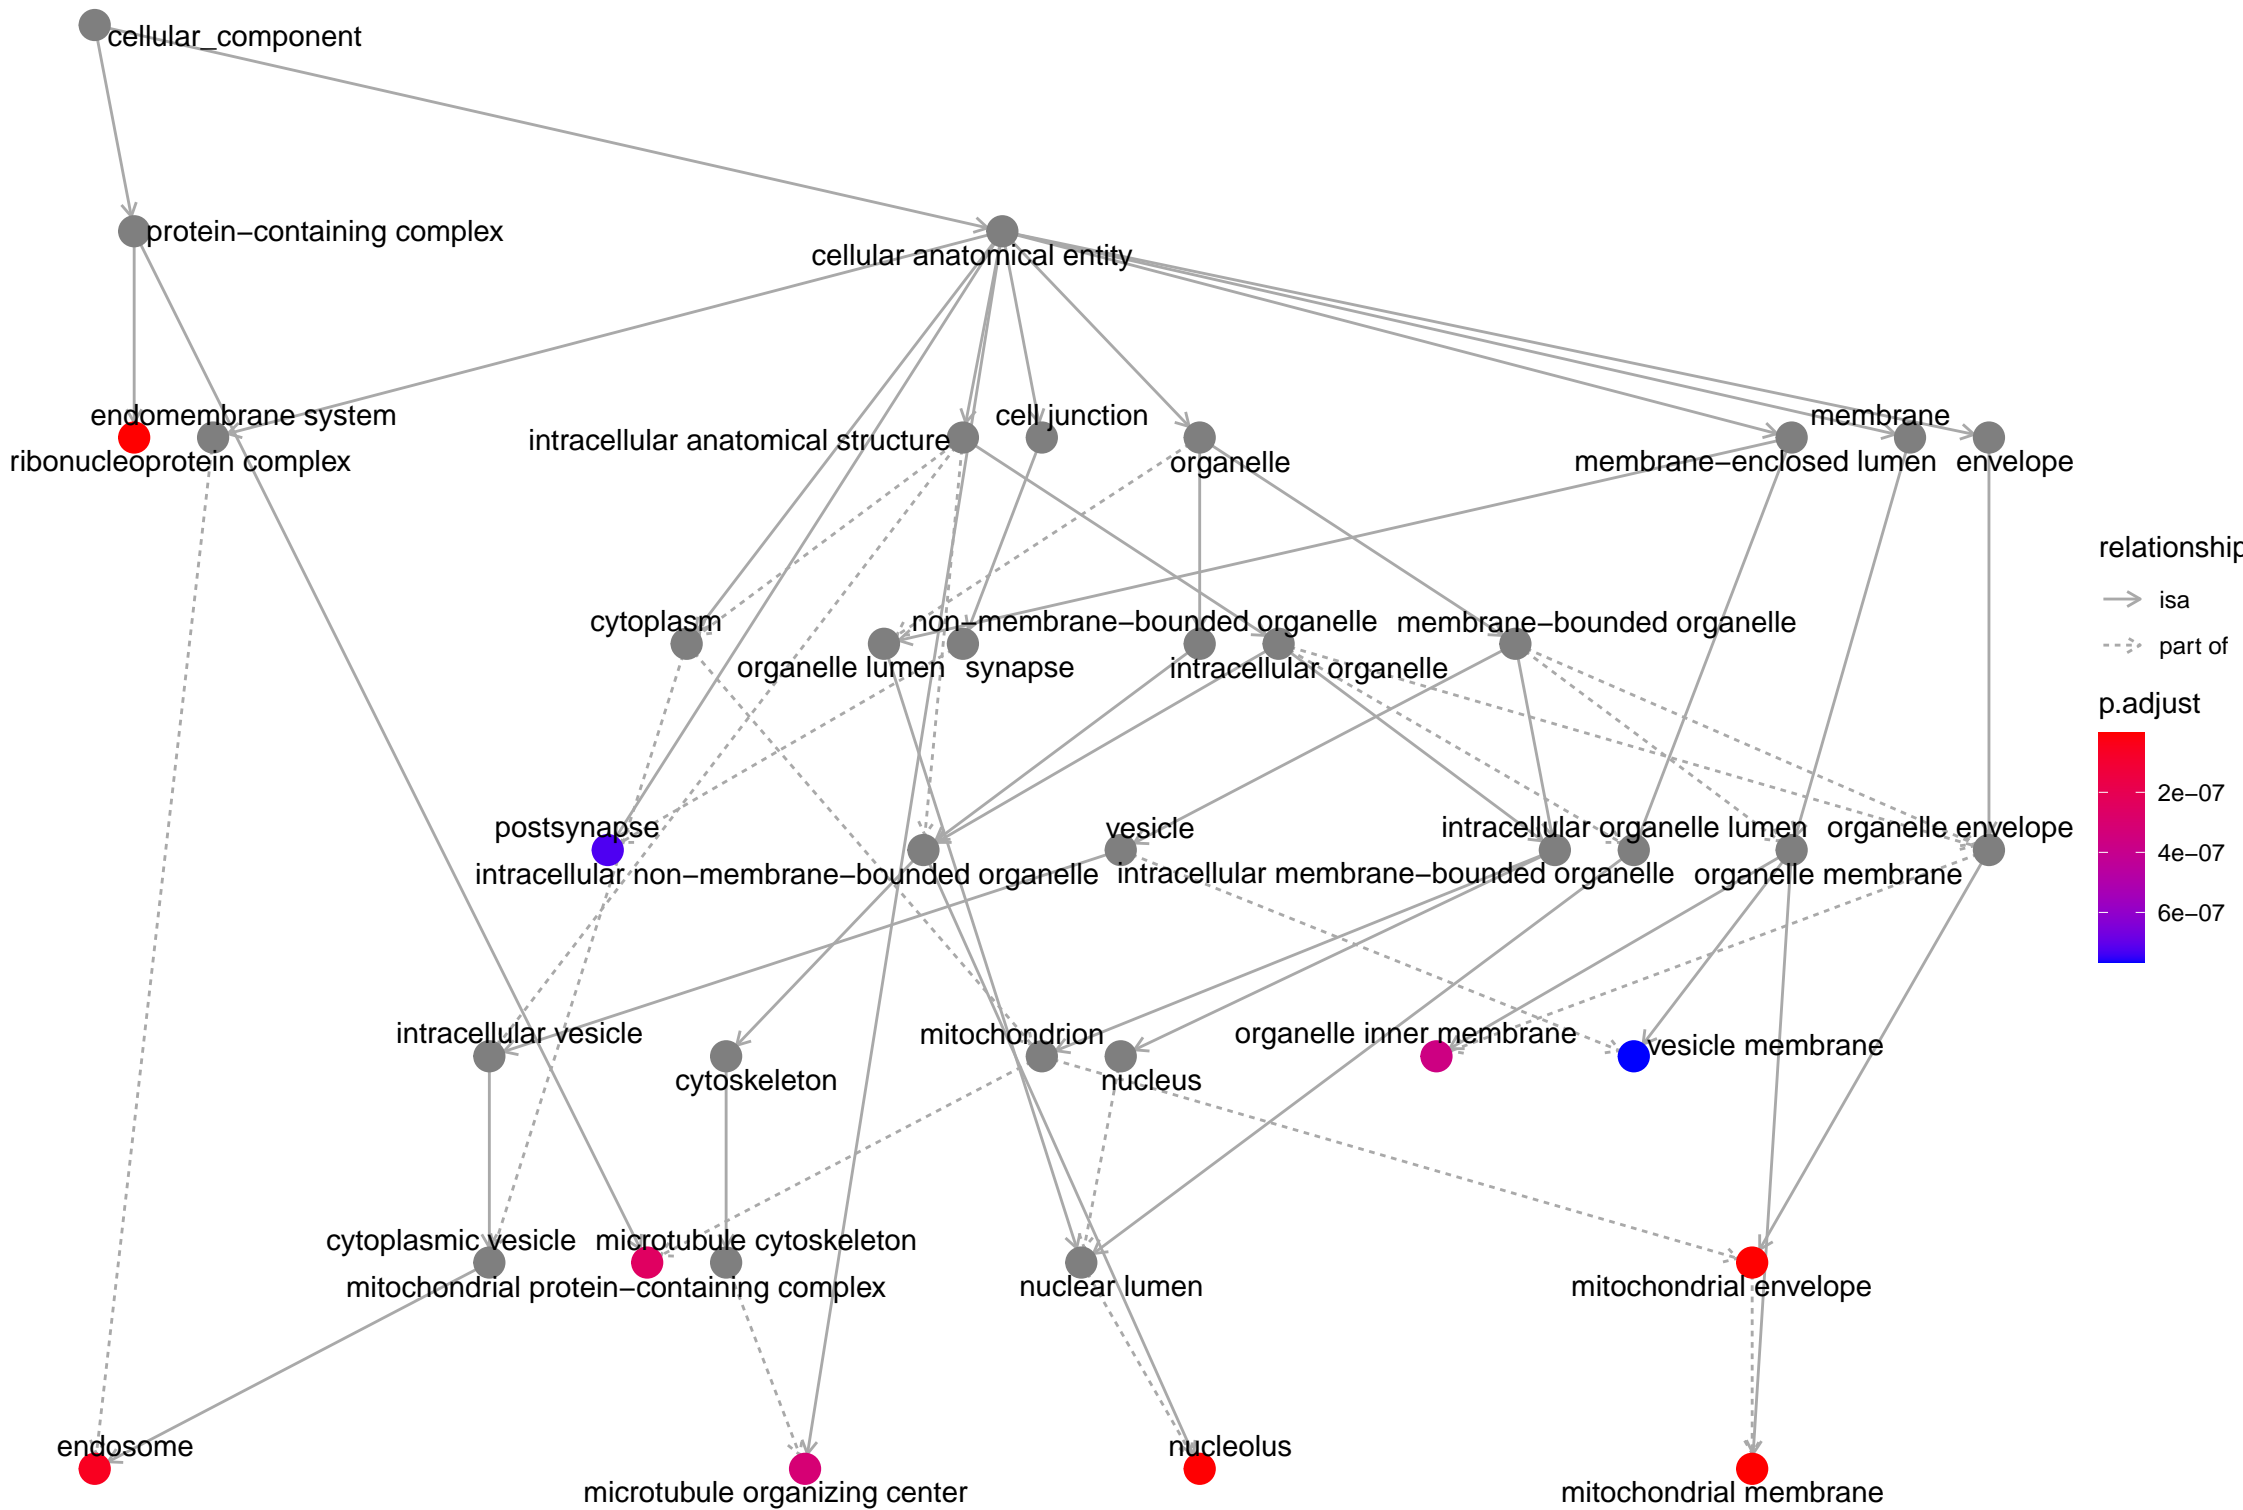 cellular_component
protein−containing complex
cellular anatomical entity
endomembrane system
cell junction
membrane
intracellular anatomical structure
ribonucleoprotein complex
organelle
membrane−enclosed lumen
envelope
relationship
isa
part of
p.adjust
2e−07
4e−07
6e−07
cytoplasm
non−membrane−bounded organelle
membrane−bounded organelle
organelle lumen
synapse
intracellular organelle
postsynapse
vesicle
intracellular organelle lumen
organelle envelope
intracellular non−membrane−bounded organelle
intracellular membrane−bounded organelle
organelle membrane
intracellular vesicle
mitochondrion
organelle inner membrane
vesicle membrane
cytoskeleton
nucleus
cytoplasmic vesicle
microtubule cytoskeleton
mitochondrial protein−containing complex
nuclear lumen
mitochondrial envelope
endosome
nucleolus
microtubule organizing center
mitochondrial membrane